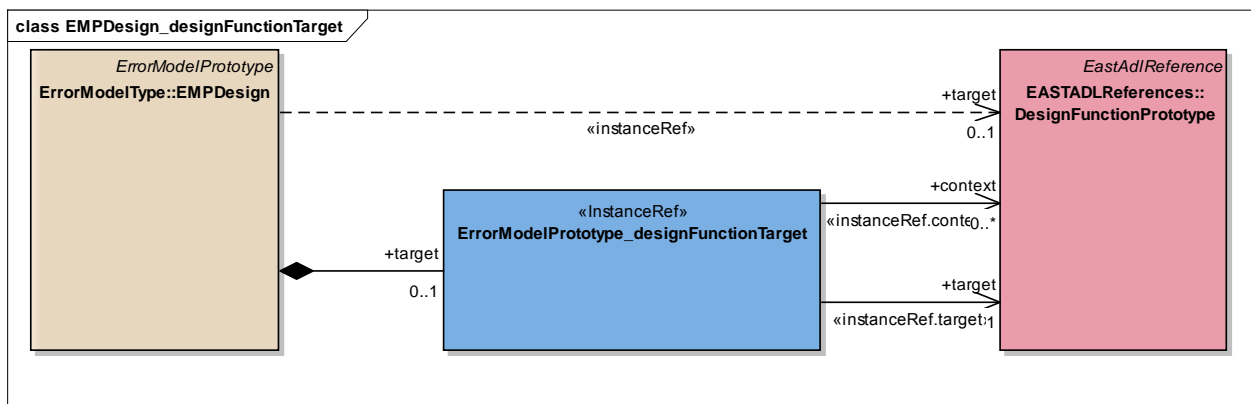 class EMPDesign_designFunctionTarget
ErrorModelPrototype
ErrorModelType::EMPDesign
EastAdlReference
EASTADLReferences::
DesignFunctionPrototype
+target
«instanceRef»
0..1
«InstanceRef»
ErrorModelPrototype_designFunctionTarget
+context
«instanceRef.conte
0..*
+target
0..1
+target
«instanceRef.target»
1